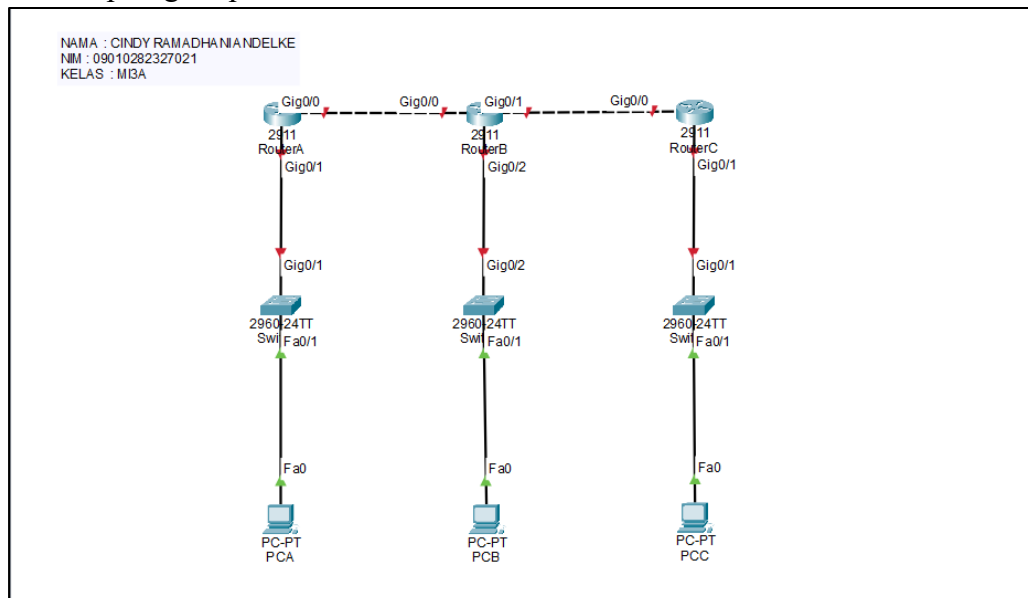 NAMA : CINDY RAMADHANIANDELKE
NIM : 09010282327021
KELAS : MI3A
Gig0/0 Gig0/0 Gig0/1 Gig0/0
2911 2911 2911
RouterA RouterB RouterC
Gig0/1 Gig0/2 Gig0/1
Gig0/1 Gig0/2 Gig0/1
2960-24TT 2960-24TT 2960-24TT
Fa0/1 Fa0/1 Fa0/1
Fa0 Fa0 Fa0
PC-PT PC-PT PC-PT
PCA PCB PCC